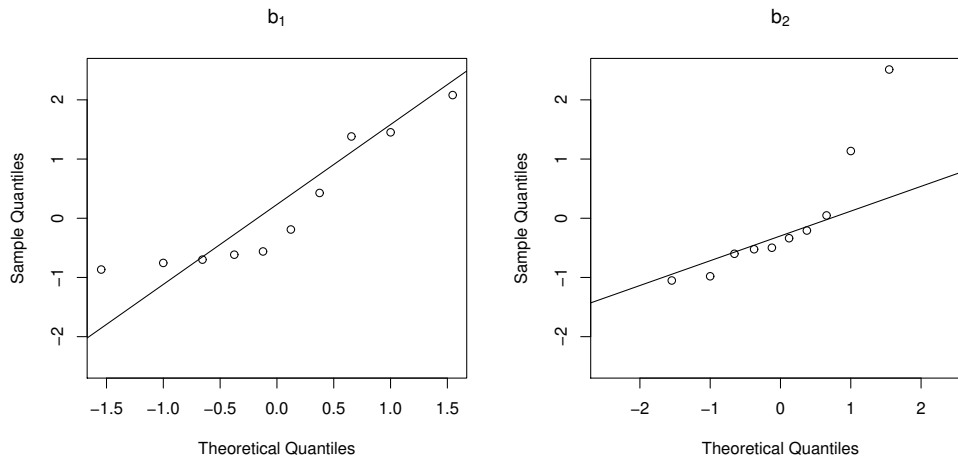 b1
Sample Quantiles
2
1
0
−1
−2
−1.5 −1.0 −0.5 0.0 0.5 1.0 1.5
Theoretical Quantiles
b2
Sample Quantiles
2
1
0
−1
−2
−2 −1 0 1 2
Theoretical Quantiles